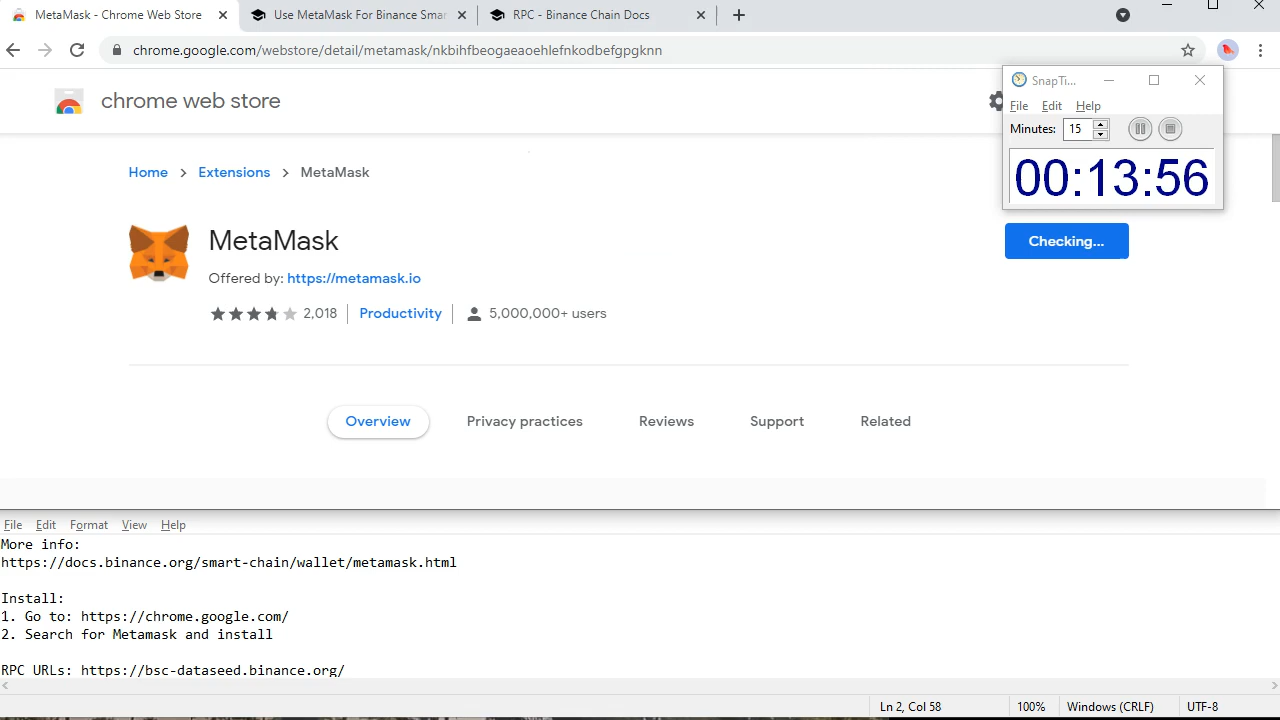 MetaMask - Chrome Web Store
Use MetaMask For Binance Smar
RPC - Binance Chain Docs
chrome.google.com/webstore/detail/metamask/nkbihfbeogaeaoehlefnkodbefgpgknn
chrome web store
SnapTi...
File Edit Help
Minutes: 15
00:13:56
Home > Extensions > MetaMask
MetaMask
Checking...
Offered by: https://metamask.io
2,018 Productivity 5,000,000+ users
Overview Privacy practices Reviews Support Related
File Edit Format View Help
More info:
https://docs.binance.org/smart-chain/wallet/metamask.html
Install:
1. Go to: https://chrome.google.com/
2. Search for Metamask and install
RPC URLs: https://bsc-dataseed.binance.org/
Ln 2, Col 58 100% Windows (CRLF) UTF-8